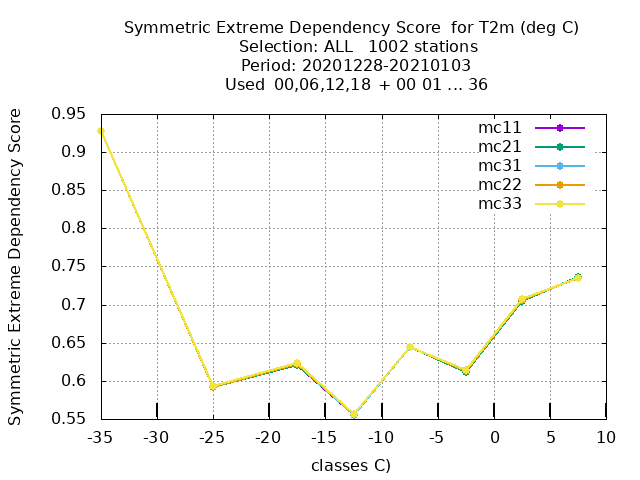 Symmetric Extreme Dependency Score  for T2m (deg C)
Selection: ALL   1002 stations
Period: 20201228-20210103
Used  00,06,12,18  + 00 01 ... 36
Symmetric Extreme Dependency Score
0.95
0.9
0.85
0.8
0.75
0.7
0.65
0.6
0.55
mc11
mc21
mc31
mc22
mc33
-35 -30 -25 -20 -15 -10 -5 0 5 10
classes C)